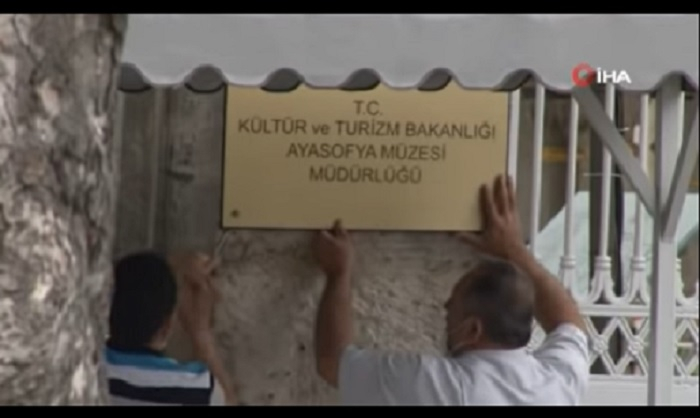 İHA
T.C.
KÜLTÜR ve TURİZM BAKANLIĞI
AYASOFYA MÜZESİ
MÜDÜRLÜĞÜ